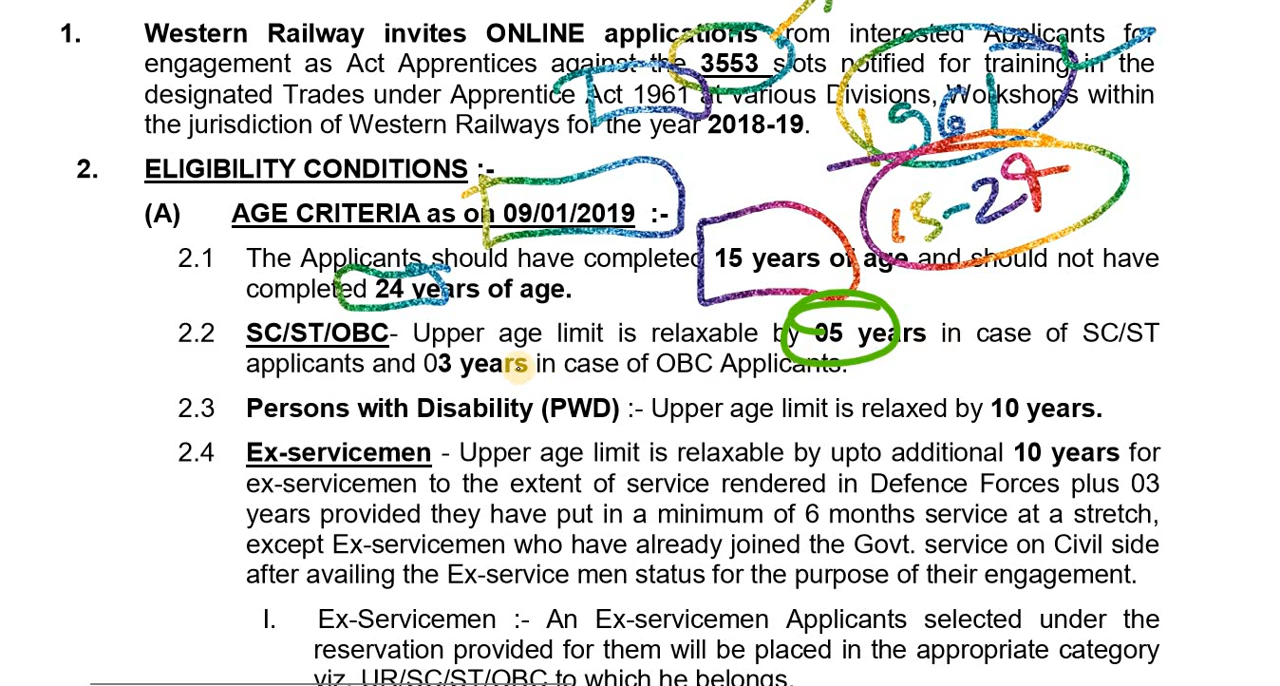 1. Western Railway invites ONLINE applications from interested Applicants for
engagement as Act Apprentices against the 3553 slots notified for training in the
designated Trades under Apprentice Act 1961 at various Divisions, Workshops within
the jurisdiction of Western Railways for the year 2018-19.
1961
2. ELIGIBILITY CONDITIONS :-
15-24
(A) AGE CRITERIA as on 09/01/2019 :-
2.1 The Applicants should have completed 15 years of age and should not have
completed 24 years of age.
2.2 SC/ST/OBC- Upper age limit is relaxable by 05 years in case of SC/ST
applicants and 03 years in case of OBC Applicants.
2.3 Persons with Disability (PWD) :- Upper age limit is relaxed by 10 years.
2.4 Ex-servicemen - Upper age limit is relaxable by upto additional 10 years for
ex-servicemen to the extent of service rendered in Defence Forces plus 03
years provided they have put in a minimum of 6 months service at a stretch,
except Ex-servicemen who have already joined the Govt. service on Civil side
after availing the Ex-service men status for the purpose of their engagement.
I. Ex-Servicemen :- An Ex-servicemen Applicants selected under the
reservation provided for them will be placed in the appropriate category
viz. UR/SC/ST/OBC to which he belongs.